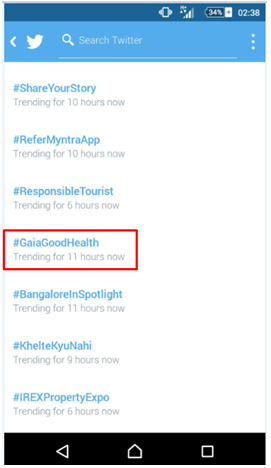 34%
02:38
Search Twitter
#ShareYourStory
Trending for 10 hours now
#ReferMyntraApp
Trending for 10 hours now
#ResponsibleTourist
Trending for 6 hours now
#GaiaGoodHealth
Trending for 11 hours now
#BangaloreInSpotlight
Trending for 11 hours now
#KhelteKyuNahi
Trending for 9 hours now
#IREXPropertyExpo
Trending for 6 hours now